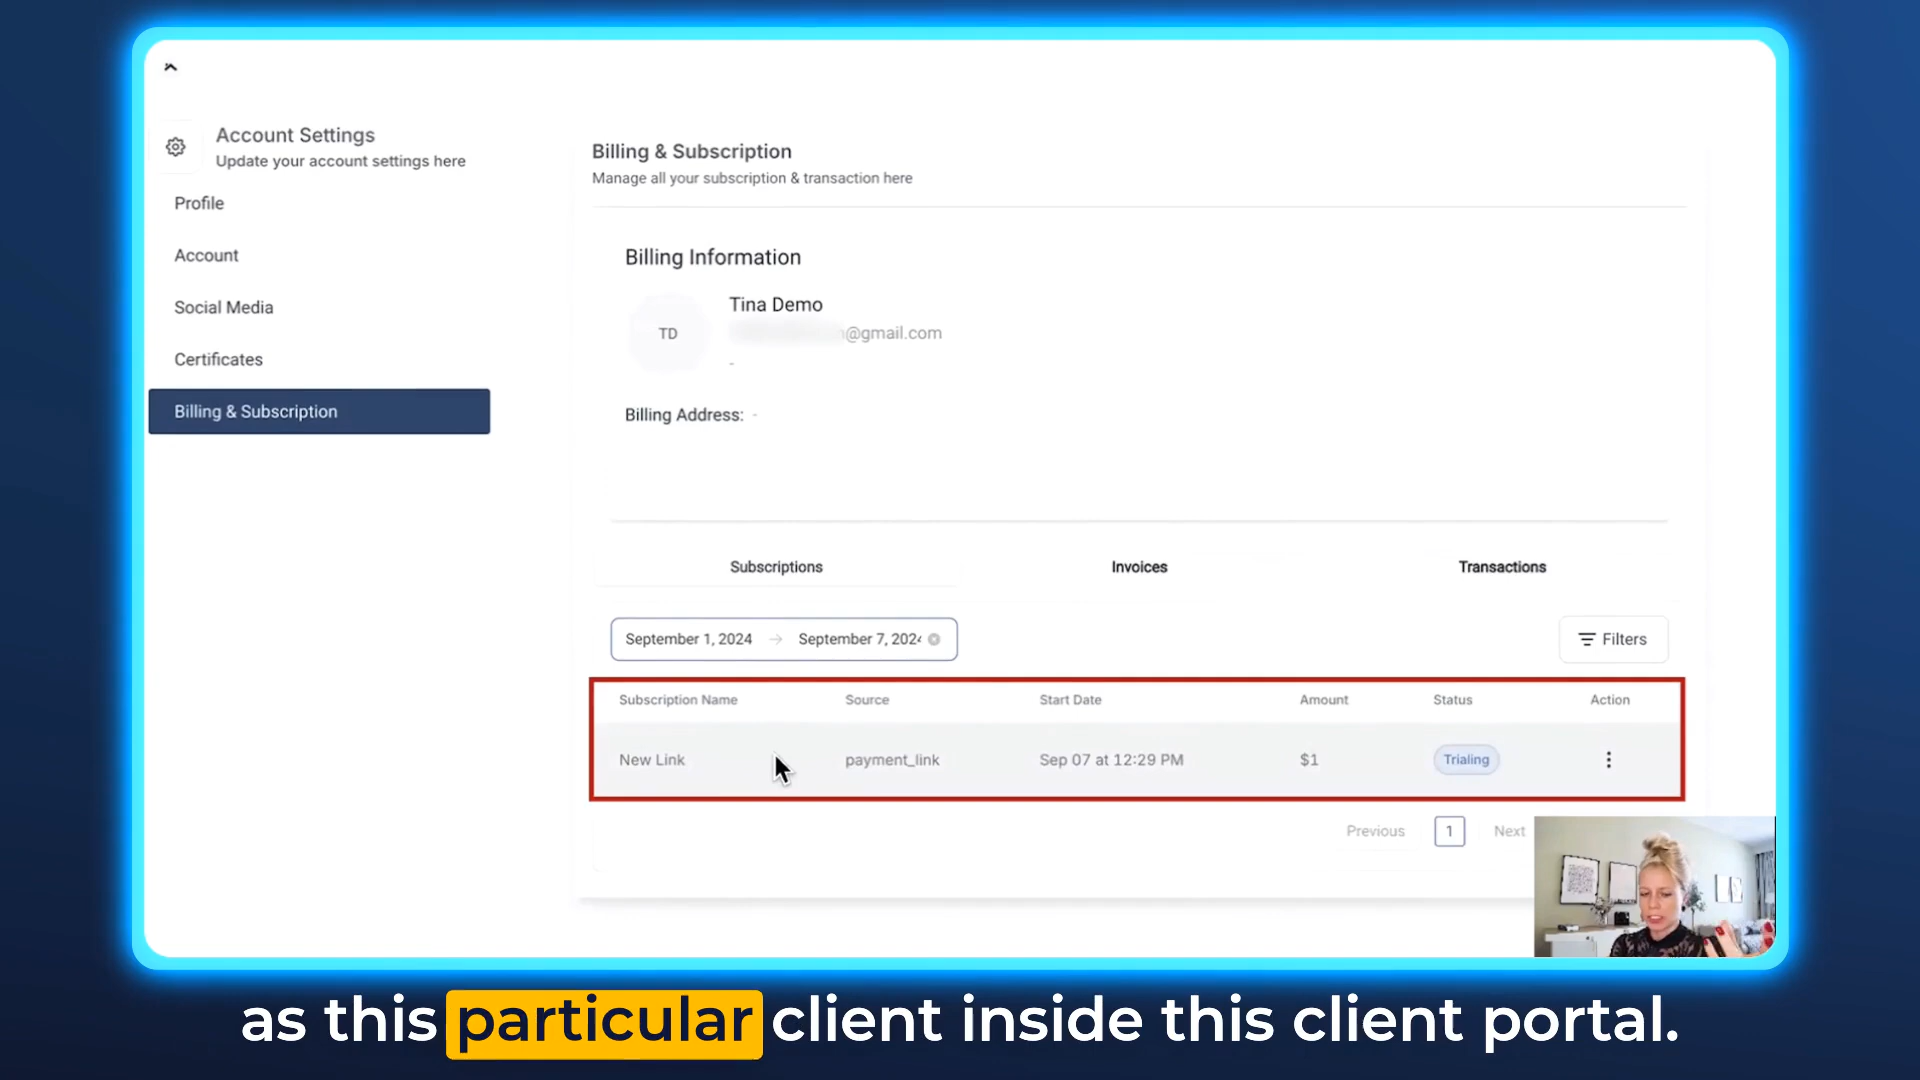 Account Settings
Update your account settings here
Profile
Account
Social Media
Certificates
Billing & Subscription
Billing & Subscription
Manage all your subscription & transaction here
Billing Information
TD
Tina Demo
@gmail.com
-
Billing Address: -
Subscriptions Invoices Transactions
September 1, 2024 → September 7, 202
Filters
Subscription Name Source Start Date Amount Status Action
New Link payment_link Sep 07 at 12:29 PM $1 Trialing
Previous 1 Next
as this particular client inside this client portal.